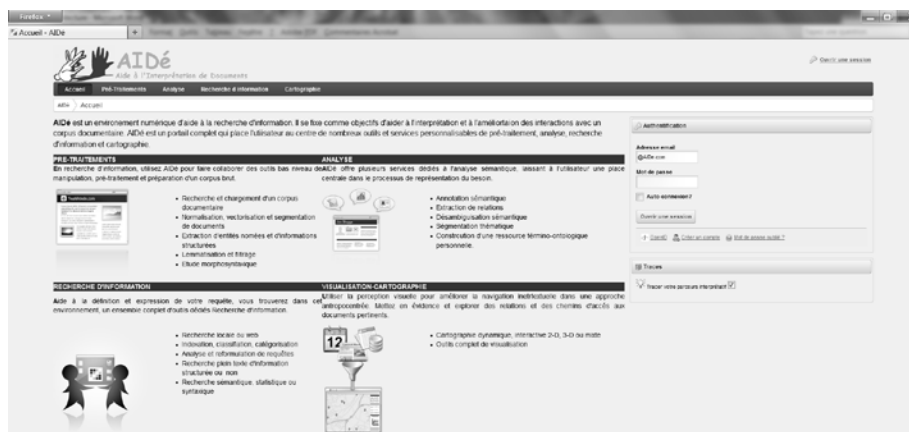 Firefox
Accueil - AIDé
+
AIDé
Aide à l'Interprétation de Documents
Ouvrir une session
Accueil Pré-Traitements Analyse Recherche d'information Cartographie
AIDé Accueil
AIDé est un environement numérique d'aide à la recherche d'information. Il se fixe comme objectifs d'aider à l'interprétation et à l'amélioration des interactions avec un
corpus documentaire. AIDé est un portail complet qui place l'utilisateur au centre de nombreux outils et services personnalisables de pré-traitement, analyse, recherche
d'information et cartographie.
PRE-TRAITEMENTS
En recherche d'information, utilisez AIDé pour faire collaborer des outils bas niveau de
manipulation, pré-traitement et préparation d'un corpus brut.
Recherche et chargement d'un corpus
documentaire
Normalisation, vectorisation et segmentation
de documents
Extraction d'entités nomées et d'informations
structurées
Lemmatisation et filtrage
Etude morphosyntaxique
ANALYSE
AIDé offre plusieurs services dédiés à l'analyse sémantique, laissant à l'utilisateur une place
centrale dans le processus de représentation du besoin.
Annotation sémantique
Extraction de relations
Désambiguisation sémantique
Segmentation thématique
Construction d'une ressource termino-ontologique
personnelle.
RECHERCHE D'INFORMATION
Aide à la définition et expression de votre requête, vous trouverez dans cet
environnement, un ensemble complet d'outils dédiés Recherche d'information.
Recherche locale ou web
Indexation, classification, catégorisation
Analyse et reformulation de requêtes
Recherche plein texte d'information
structurée ou non
Recherche sémantique, statistique ou
syntaxique
VISUALISATION-CARTOGRAPHIE
Utiliser la perception visuelle pour améliorer la navigation inetrtextuelle dans une approche
antropocentrée. Mettez en évidence et explorer des relations et des chemins d'accès aux
documents pertinents.
12
Cartographie dynamique, interactive 2-D, 3-D ou mixte
Outils complet de visualisation
Authentification
Adresse email
@AIDe.com
Mot de passe
Auto connexion?
Ouvrir une session
OpenID Créer un compte Mot de passe oublié ?
Traces
Tracer votre parcours interprétatif